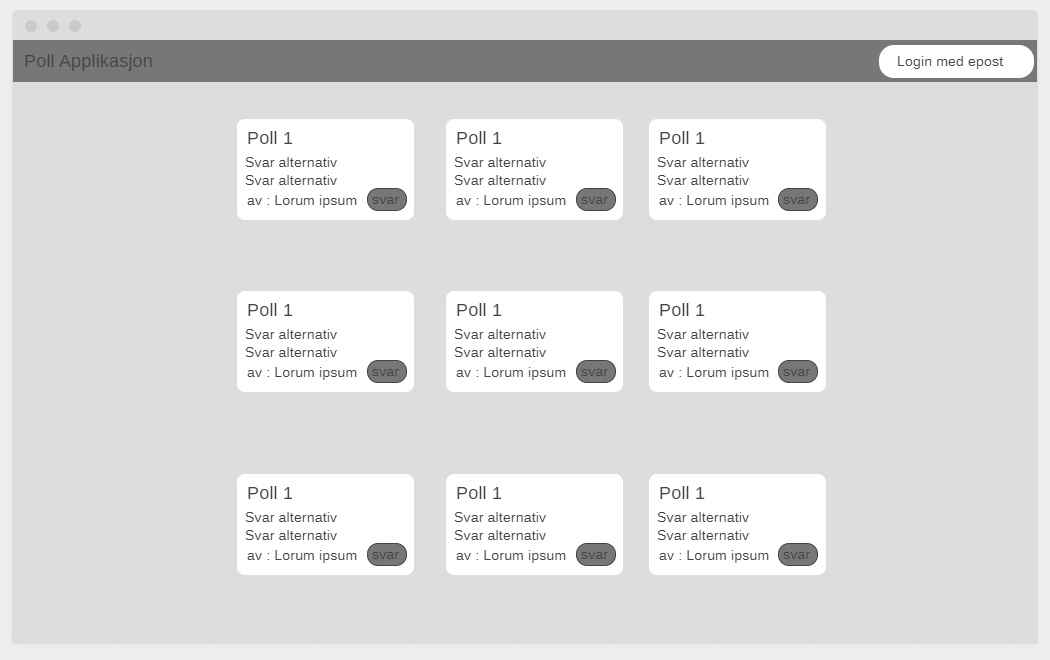 Poll Applikasjon
Login med epost
Poll 1
Svar alternativ
Svar alternativ
av : Lorum ipsum
svar
Poll 1
Svar alternativ
Svar alternativ
av : Lorum ipsum
svar
Poll 1
Svar alternativ
Svar alternativ
av : Lorum ipsum
svar
Poll 1
Svar alternativ
Svar alternativ
av : Lorum ipsum
svar
Poll 1
Svar alternativ
Svar alternativ
av : Lorum ipsum
svar
Poll 1
Svar alternativ
Svar alternativ
av : Lorum ipsum
svar
Poll 1
Svar alternativ
Svar alternativ
av : Lorum ipsum
svar
Poll 1
Svar alternativ
Svar alternativ
av : Lorum ipsum
svar
Poll 1
Svar alternativ
Svar alternativ
av : Lorum ipsum
svar